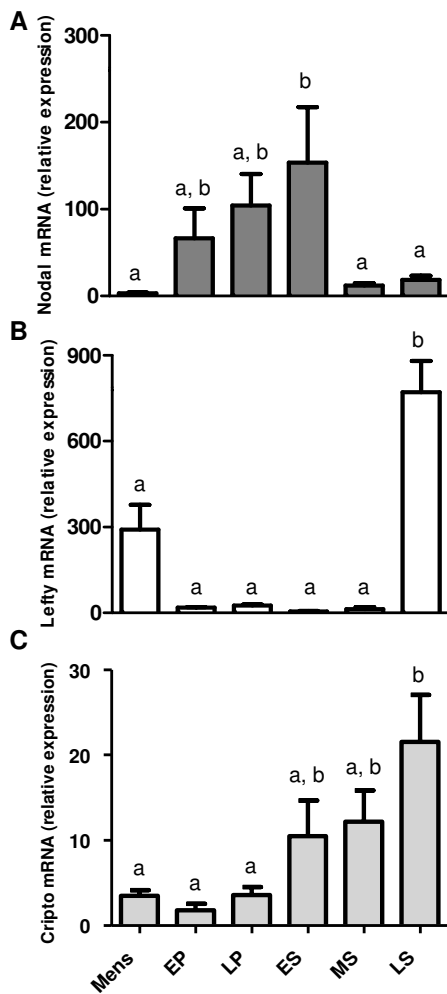 A
Nodal mRNA (relative expression)
300
200
100
0
a
a, b
a, b
b
a
a
B
Lefty mRNA (relative expression)
900
600
300
0
a
a
a
a
a
b
C
Cripto mRNA (relative expression)
30
20
10
0
a
a
a
a, b
a, b
b
Mens
EP
LP
ES
MS
LS